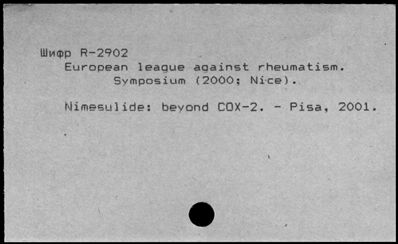 Шифр R-2902
European league against rheumatism.
Symposium (2000; Nice).
Nimesulide: beyond COX-2. - Pisa, 2001.